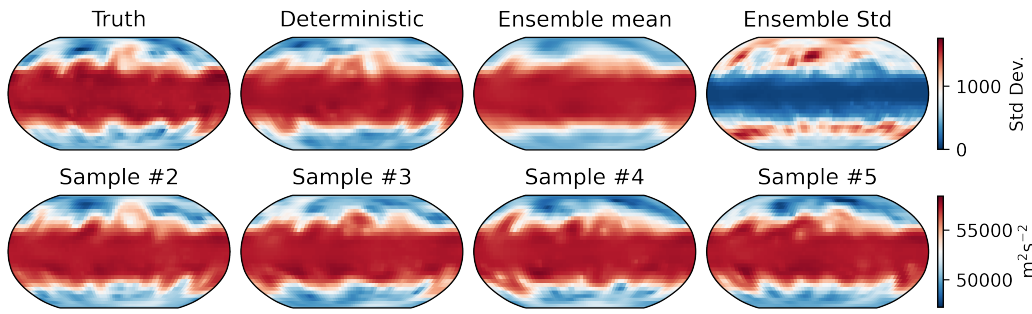 Truth
Deterministic
Ensemble mean
Ensemble Std
1000
0
Std Dev.
Sample #2
Sample #3
Sample #4
Sample #5
55000
50000
m²s⁻²